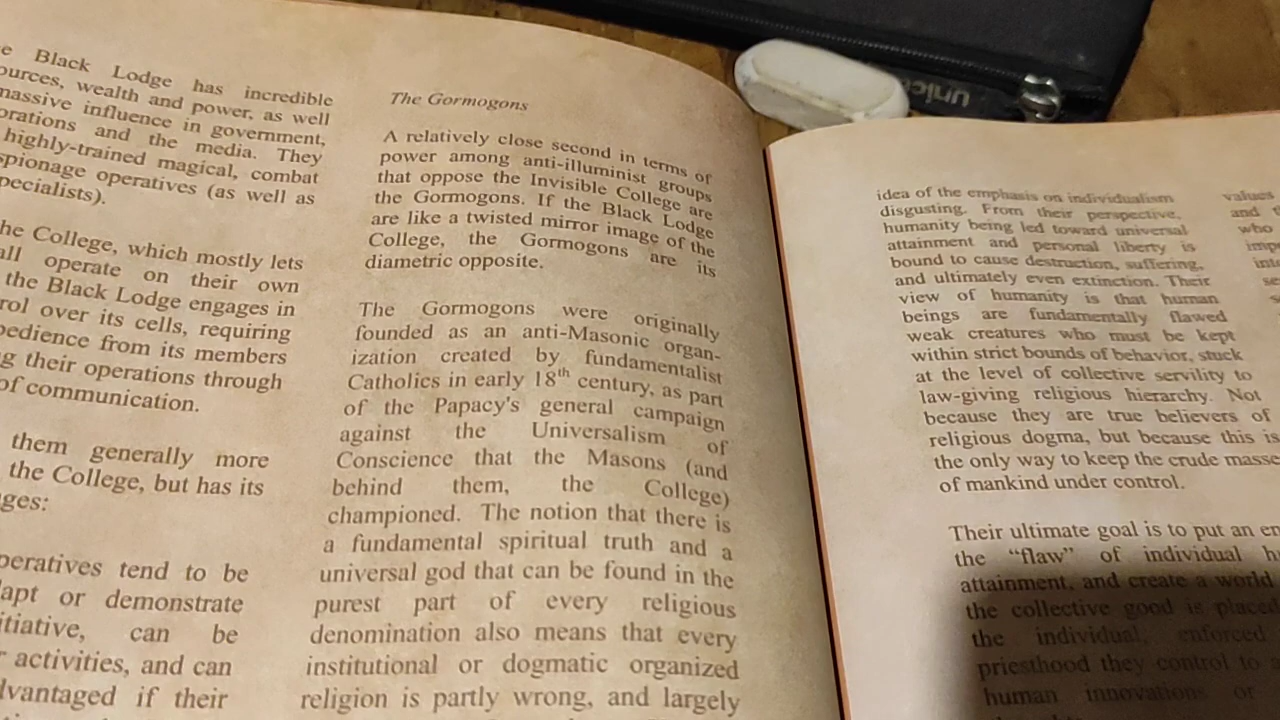 Black Lodge has incredible
wealth and power, as well
massive influence in government,
and the media. They
highly-trained magical, combat
operatives (as well as
College, which mostly lets
operate on their own
the Black Lodge engages in
over its cells, requiring
from its members
their operations through
of communication.
them generally more
the College, but has its
tend to be
or demonstrate
can be
activities, and can
if their
The Gormogons
A relatively close second in terms of
power among anti-illuminist groups
that oppose the Invisible College are
the Gormogons. If the Black Lodge
are like a twisted mirror image of the
College, the Gormogons are its
diametric opposite.
The Gormogons were originally
founded as an anti-Masonic organ-
ization created by fundamentalist
Catholics in early 18th century, as part
of the Papacy's general campaign
against the Universalism of
Conscience that the Masons (and
behind them, the College)
championed. The notion that there is
a fundamental spiritual truth and a
universal god that can be found in the
purest part of every religious
denomination also means that every
institutional or dogmatic organized
religion is partly wrong, and largely
idea of the emphasis on individualism
disgusting. From their perspective,
humanity being led toward universal
attainment and personal liberty is
bound to cause destruction, suffering,
and ultimately even extinction. Their
view of humanity is that human
beings are fundamentally flawed
weak creatures who must be kept
within strict bounds of behavior, stuck
at the level of collective servility to
law-giving religious hierarchy. Not
because they are true believers of
religious dogma, but because this is
the only way to keep the crude
of mankind under control.
Their ultimate goal is to put an
the “flaw” of individual
attainment, and create a world
the collective good is placed
the individual, enforced
priesthood they control to
human innovations or
values
and
who